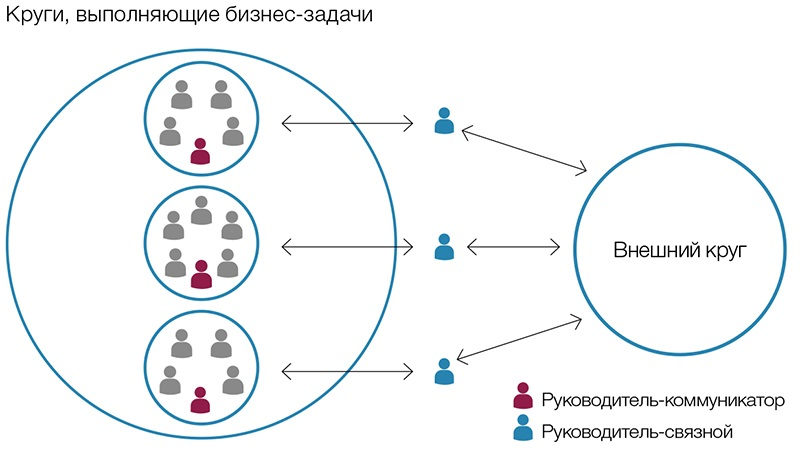 Круги, выполняющие бизнес-задачи
Внешний круг
Руководитель-коммуникатор
Руководитель-связной